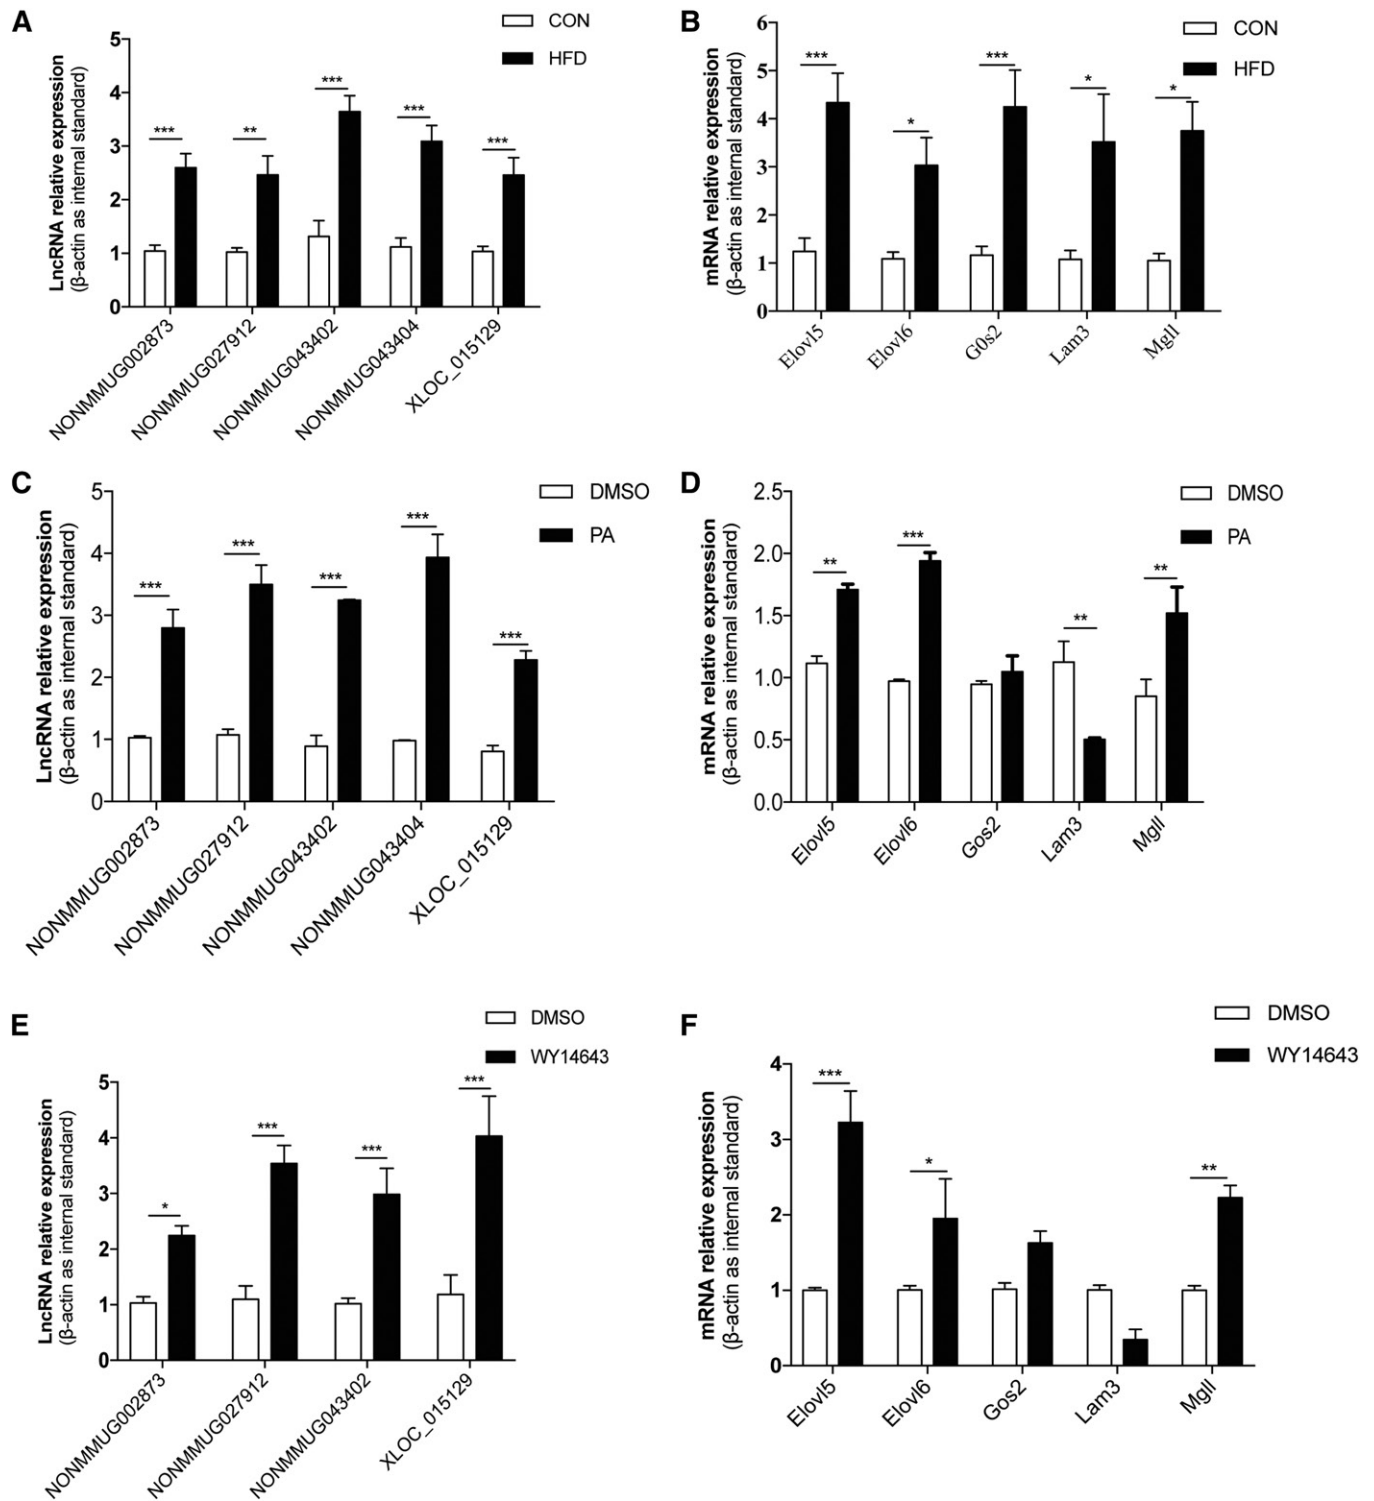 A
CON
HFD
LncRNA relative expression
(β-actin as internal standard)
5
4
3
2
1
0
***
**
***
***
***
NONMMUG002873
NONMMUG027912
NONMMUG043402
NONMMUG043404
XLOC_015129
B
CON
HFD
mRNA relative expression
(β-actin as internal standard)
6
5
4
3
2
1
0
***
*
***
*
*
Elovl5
Elovl6
G0s2
Lam3
Mgll
C
DMSO
PA
LncRNA relative expression
(β-actin as internal standard)
5
4
3
2
1
0
***
***
***
***
***
NONMMUG002873
NONMMUG027912
NONMMUG043402
NONMMUG043404
XLOC_015129
D
DMSO
PA
mRNA relative expression
(β-actin as internal standard)
2.5
2.0
1.5
1.0
0.5
0.0
**
***
**
**
Elovl5
Elovl6
Gos2
Lam3
Mgll
E
DMSO
WY14643
LncRNA relative expression
(β-actin as internal standard)
5
4
3
2
1
0
*
***
***
***
NONMMUG002873
NONMMUG027912
NONMMUG043402
XLOC_015129
F
DMSO
WY14643
mRNA relative expression
(β-actin as internal standard)
4
3
2
1
0
***
*
**
Elovl5
Elovl6
Gos2
Lam3
Mgll